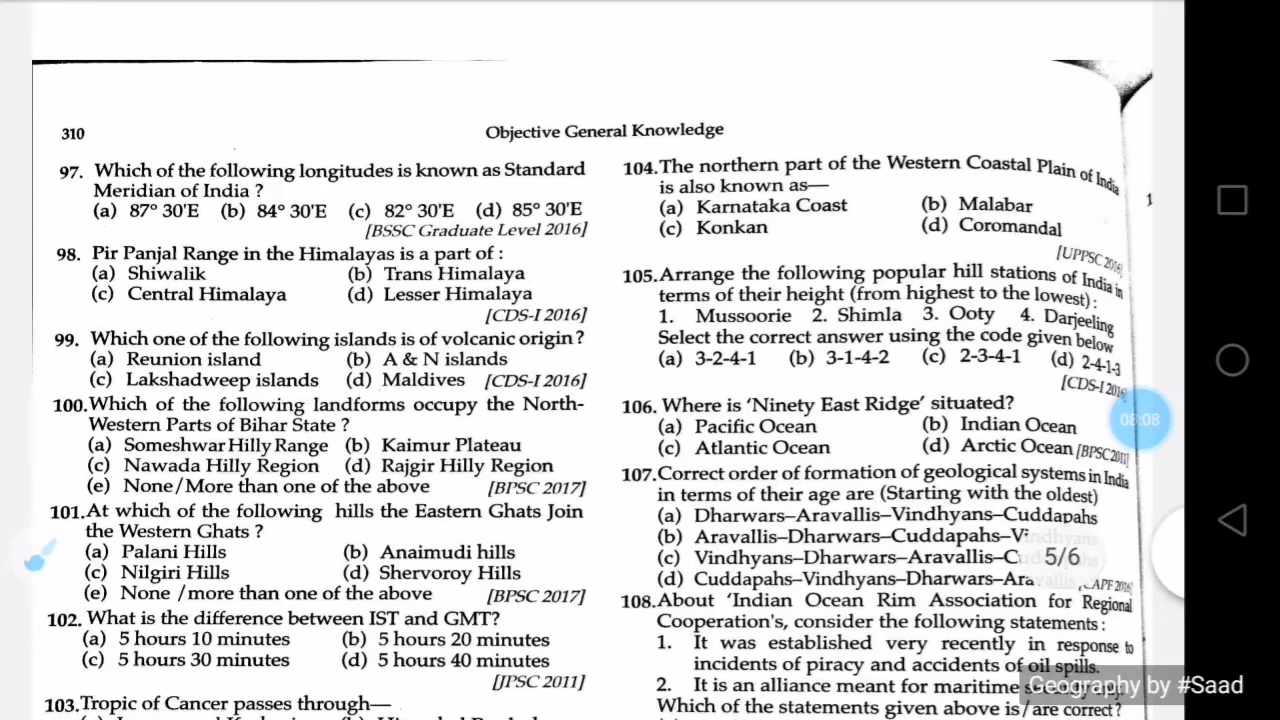 310
Objective General Knowledge
97. Which of the following longitudes is known as Standard
Meridian of India ?
(a) 87° 30'E (b) 84° 30'E (c) 82° 30'E (d) 85° 30'E
[BSSC Graduate Level 2016]
98. Pir Panjal Range in the Himalayas is a part of :
(a) Shiwalik (b) Trans Himalaya
(c) Central Himalaya (d) Lesser Himalaya
[CDS-I 2016]
99. Which one of the following islands is of volcanic origin?
(a) Reunion island (b) A & N islands
(c) Lakshadweep islands (d) Maldives [CDS-I 2016]
100. Which of the following landforms occupy the North-
Western Parts of Bihar State ?
(a) Someshwar Hilly Range (b) Kaimur Plateau
(c) Nawada Hilly Region (d) Rajgir Hilly Region
(e) None/More than one of the above [BPSC 2017]
101. At which of the following hills the Eastern Ghats Join
the Western Ghats ?
(a) Palani Hills (b) Anaimudi hills
(c) Nilgiri Hills (d) Shervoroy Hills
(e) None /more than one of the above [BPSC 2017]
102. What is the difference between IST and GMT?
(a) 5 hours 10 minutes (b) 5 hours 20 minutes
(c) 5 hours 30 minutes (d) 5 hours 40 minutes
[JPSC 2011]
103. Tropic of Cancer passes through—
104. The northern part of the Western Coastal Plain of India
is also known as—
(a) Karnataka Coast (b) Malabar
(c) Konkan (d) Coromandal
[UPPSC 2016]
105. Arrange the following popular hill stations of India in
terms of their height (from highest to the lowest) :
1. Mussoorie 2. Shimla 3. Ooty 4. Darjeeling
Select the correct answer using the code given below
(a) 3-2-4-1 (b) 3-1-4-2 (c) 2-3-4-1 (d) 2-4-1-3
[CDS-I 2016]
106. Where is 'Ninety East Ridge' situated?
(a) Pacific Ocean (b) Indian Ocean
(c) Atlantic Ocean (d) Arctic Ocean [BPSC 2011]
107. Correct order of formation of geological systems in India
in terms of their age are (Starting with the oldest)
(a) Dharwars–Aravallis–Vindhyans–Cuddapahs
(b) Aravallis–Dharwars–Cuddapahs–Vindhyans
(c) Vindhyans–Dharwars–Aravallis–
(d) Cuddapahs–Vindhyans–Dharwars–Aravallis CAPF 2016]
108. About 'Indian Ocean Rim Association for Regional
Cooperation's, consider the following statements :
1. It was established very recently in response to
incidents of piracy and accidents of oil spills.
2. It is an alliance meant for maritime
Which of the statements given above is/are correct?
08:08
5/6
Geography by #Saad